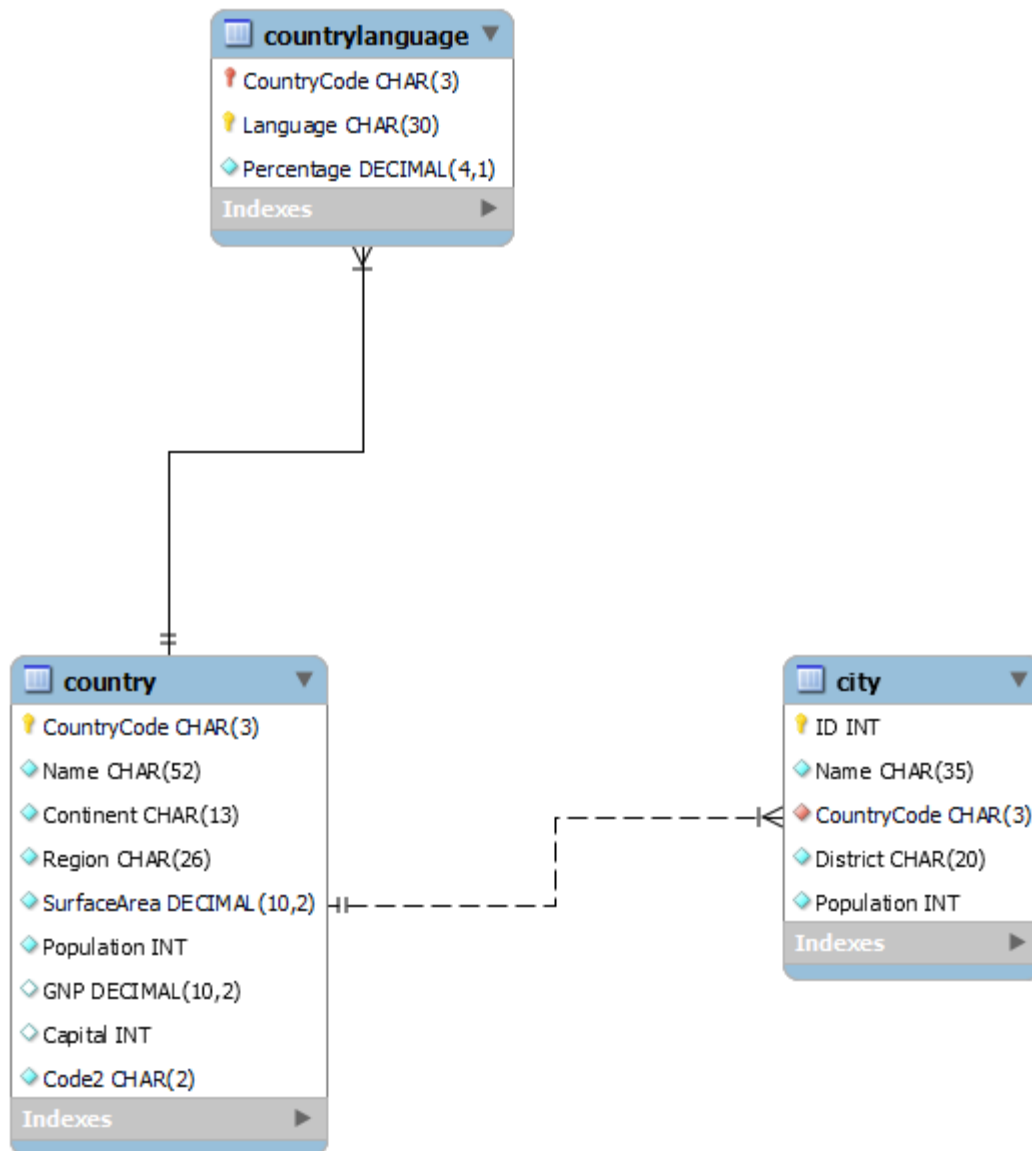 countrylanguage
CountryCode CHAR(3)
Language CHAR(30)
Percentage DECIMAL(4,1)
Indexes
country
CountryCode CHAR(3)
Name CHAR(52)
Continent CHAR(13)
Region CHAR(26)
SurfaceArea DECIMAL(10,2)
Population INT
GNP DECIMAL(10,2)
Capital INT
Code2 CHAR(2)
Indexes
city
ID INT
Name CHAR(35)
CountryCode CHAR(3)
District CHAR(20)
Population INT
Indexes